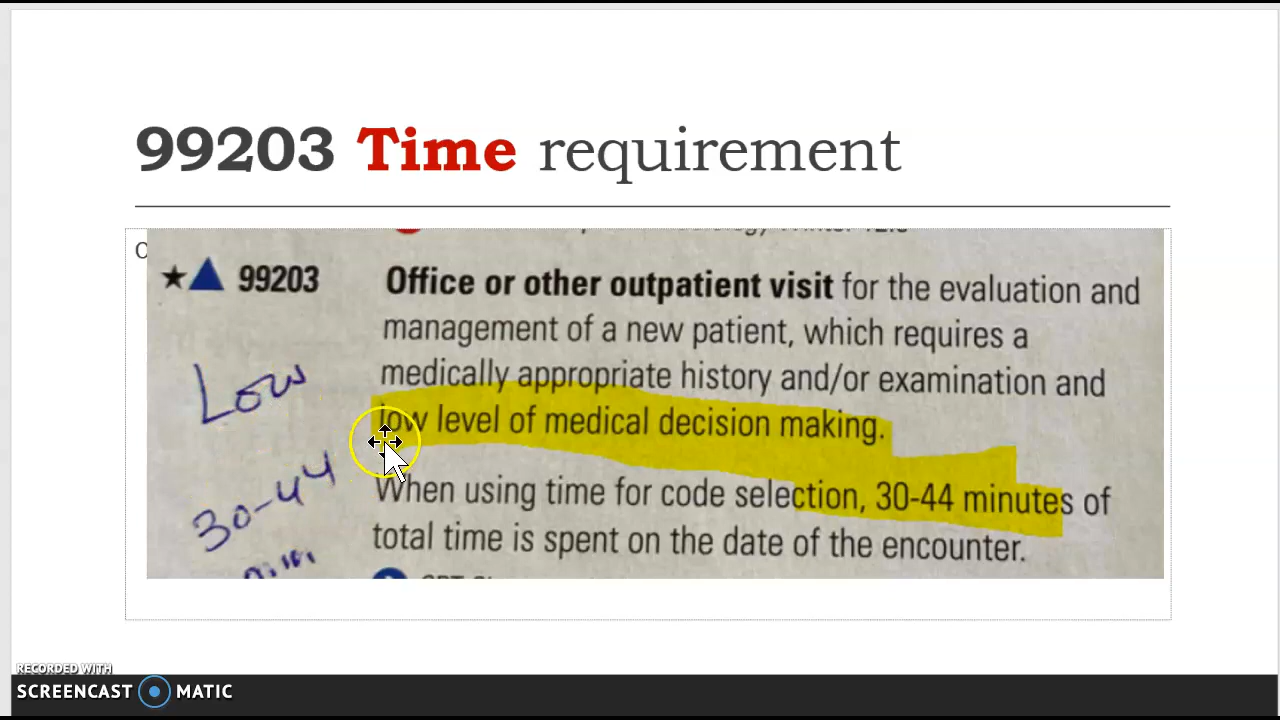 99203 Time requirement
★▲ 99203 Office or other outpatient visit for the evaluation and
management of a new patient, which requires a
medically appropriate history and/or examination and
Low
low level of medical decision making.
30-44
When using time for code selection, 30-44 minutes of
total time is spent on the date of the encounter.
RECORDED WITH
SCREENCAST MATIC